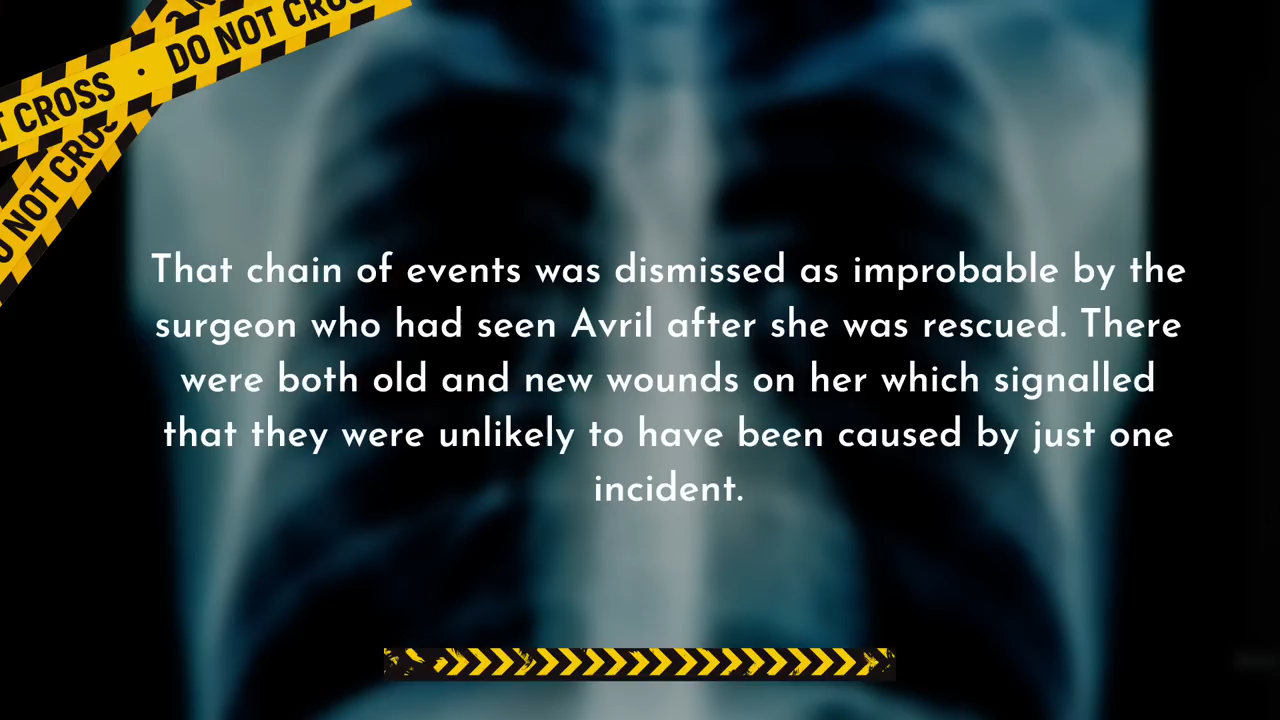 DO NOT CRO
T CROSS
DO NOT CROSS
That chain of events was dismissed as improbable by the
surgeon who had seen Avril after she was rescued. There
were both old and new wounds on her which signalled
that they were unlikely to have been caused by just one
incident.